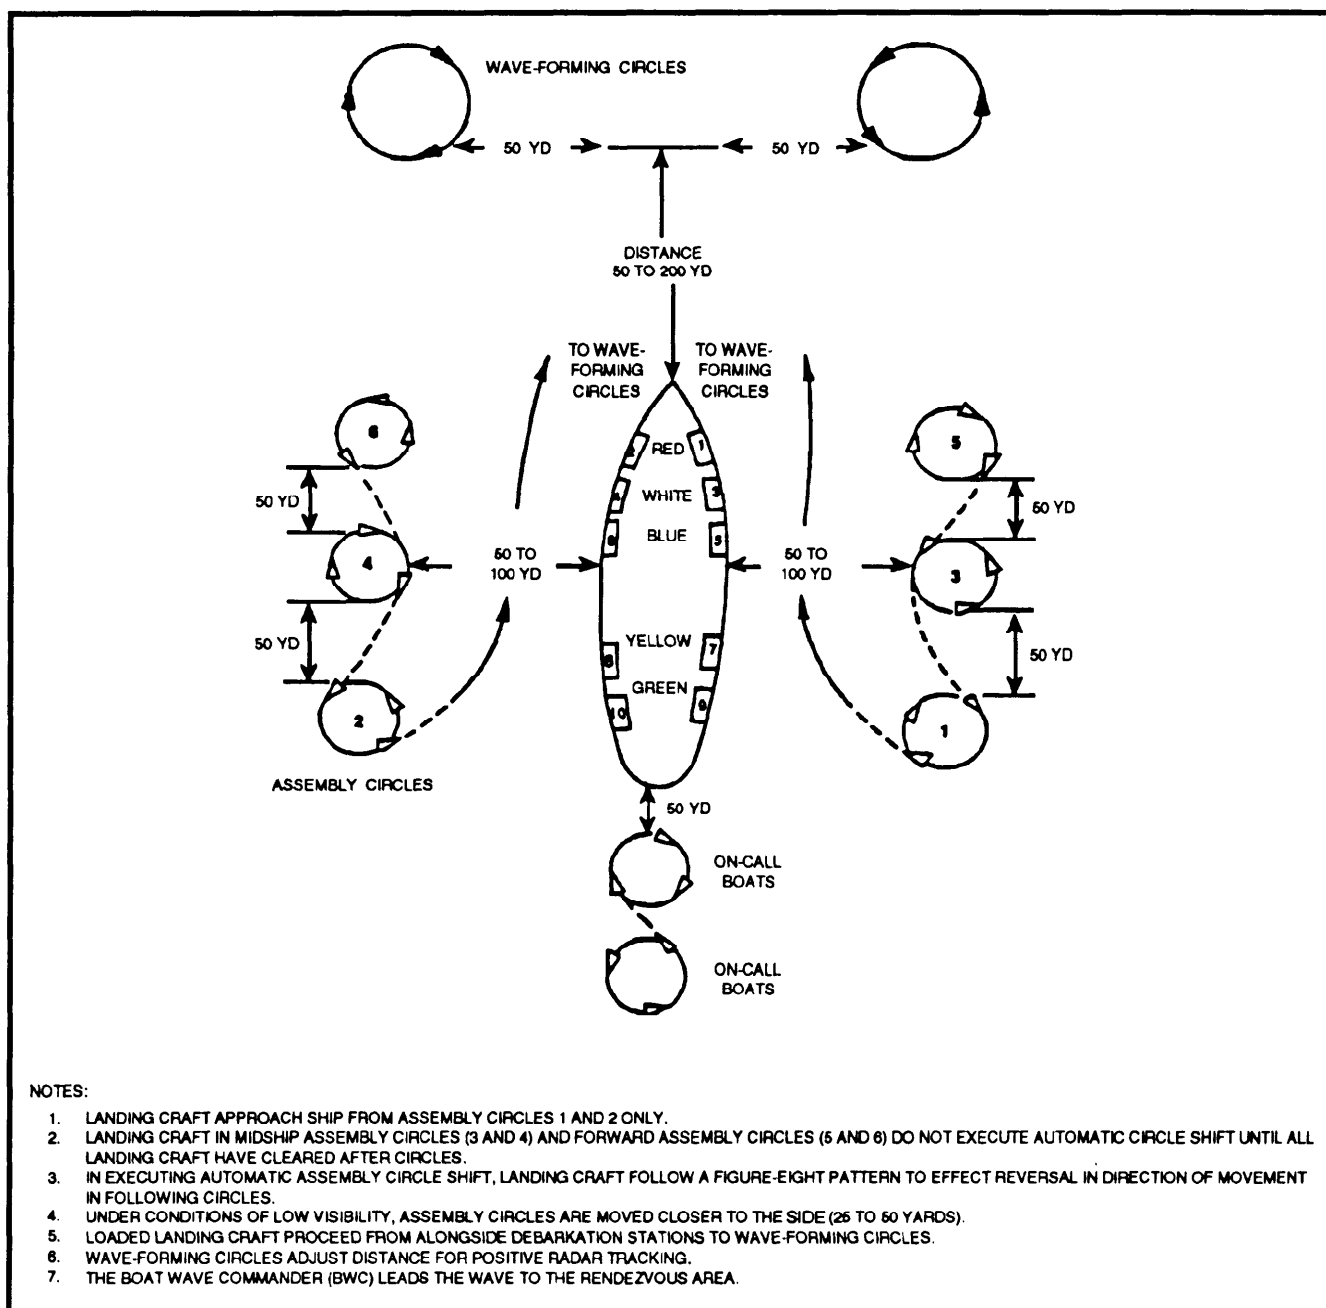 WAVE-FORMING CIRCLES
50 YD
50 YD
DISTANCE
50 TO 200 YD
TO WAVE-
FORMING
CIRCLES
TO WAVE-
FORMING
CIRCLES
6
5
2 RED 1
50 YD
4 WHITE 3
50 YD
6 BLUE 5
4
50 TO
100 YD
50 TO
100 YD
3
50 YD
8 YELLOW 7
50 YD
2
10 GREEN 9
1
ASSEMBLY CIRCLES
50 YD
ON-CALL
BOATS
ON-CALL
BOATS
NOTES:
1. LANDING CRAFT APPROACH SHIP FROM ASSEMBLY CIRCLES 1 AND 2 ONLY.
2. LANDING CRAFT IN MIDSHIP ASSEMBLY CIRCLES (3 AND 4) AND FORWARD ASSEMBLY CIRCLES (5 AND 6) DO NOT EXECUTE AUTOMATIC CIRCLE SHIFT UNTIL ALL
LANDING CRAFT HAVE CLEARED AFTER CIRCLES.
3. IN EXECUTING AUTOMATIC ASSEMBLY CIRCLE SHIFT, LANDING CRAFT FOLLOW A FIGURE-EIGHT PATTERN TO EFFECT REVERSAL IN DIRECTION OF MOVEMENT
IN FOLLOWING CIRCLES.
4. UNDER CONDITIONS OF LOW VISIBILITY, ASSEMBLY CIRCLES ARE MOVED CLOSER TO THE SIDE (25 TO 50 YARDS).
5. LOADED LANDING CRAFT PROCEED FROM ALONGSIDE DEBARKATION STATIONS TO WAVE-FORMING CIRCLES.
6. WAVE-FORMING CIRCLES ADJUST DISTANCE FOR POSITIVE RADAR TRACKING.
7. THE BOAT WAVE COMMANDER (BWC) LEADS THE WAVE TO THE RENDEZVOUS AREA.